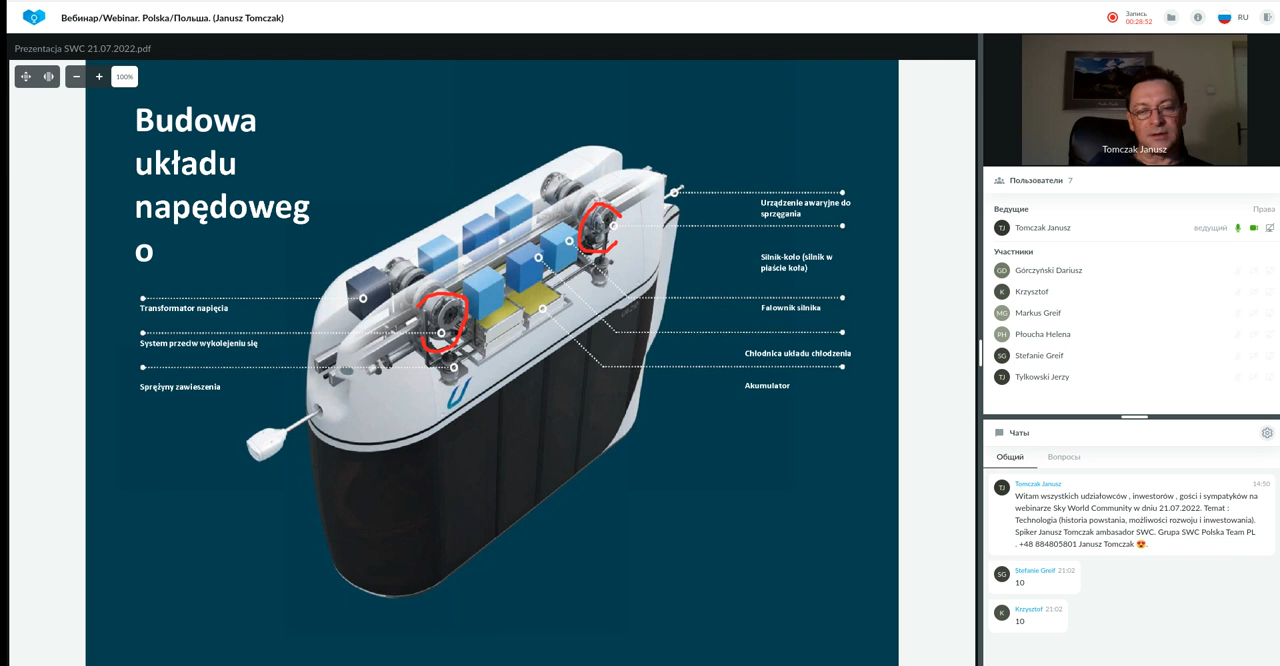 Вебинар/Webinar. Polska/Польша. (Janusz Tomczak)
Запись
00:28:52
RU
Prezentacja SWC 21.07.2022.pdf
100%
Budowa
układu
napędoweg
o
Urządzenie awaryjne do
sprzęgania
Silnik-koło (silnik w
płaście koła)
Falownik silnika
Chłodnica układu chłodzenia
Akumulator
Transformator napięcia
System przeciw wykolejeniu się
Sprężyny zawieszenia
Tomczak Janusz
Пользователи 7
Ведущие
Права
TJ
Tomczak Janusz
ведущий
Участники
GD
Górczyński Dariusz
K
Krzysztof
MG
Markus Greif
PH
Płoucha Helena
SG
Stefanie Greif
TJ
Tylkowski Jerzy
Чаты
Общий
Вопросы
TJ
Tomczak Janusz
14:50
Witam wszystkich udziałowców , inwestorów , gości i sympatyków na
webinarze Sky World Community w dniu 21.07.2022. Temat :
Technologia (historia powstania, możliwości rozwoju i inwestowania).
Spiker Janusz Tomczak ambasador SWC. Grupa SWC Polska Team PL
. +48 884805801 Janusz Tomczak 😍.
SG
Stefanie Greif 21:02
10
K
Krzysztof 21:02
10